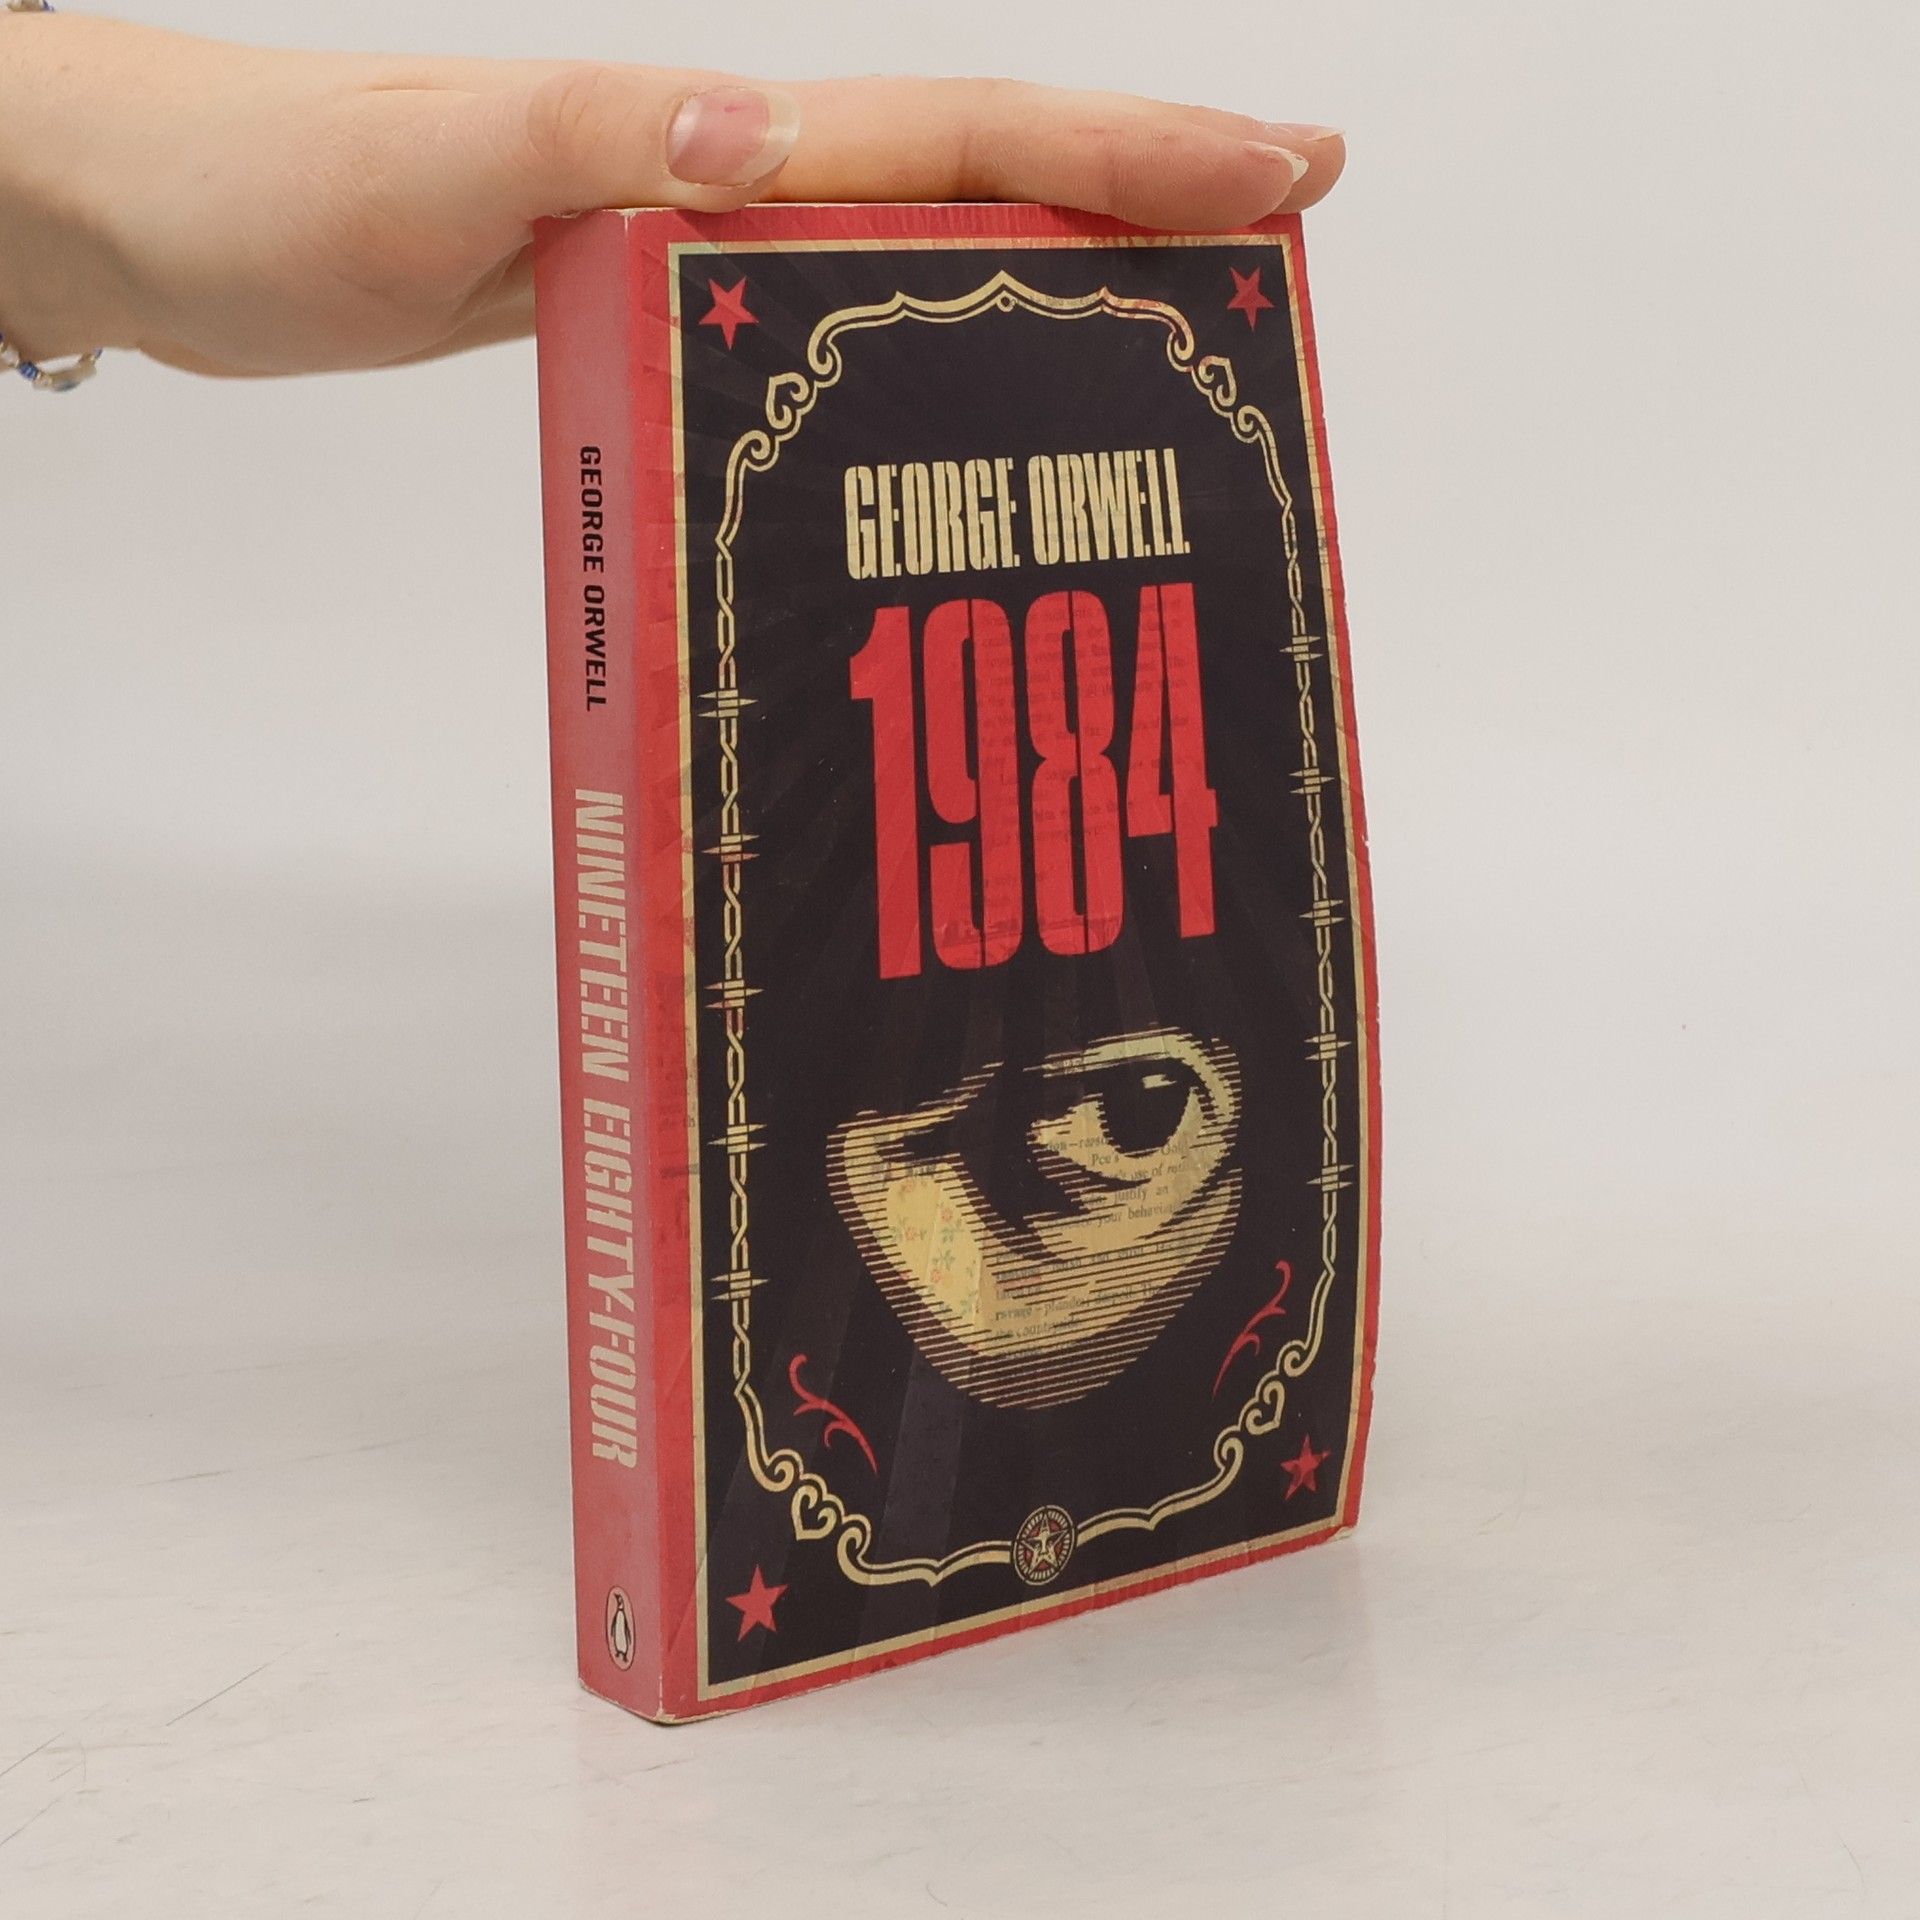 GEORGE ORWELL
1984
GEORGE ORWELL
NINETEEN EIGHTY-FOUR